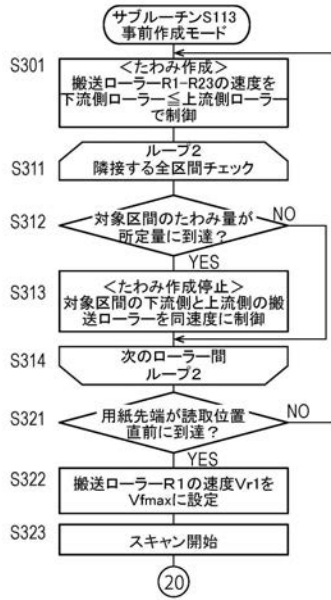 サブルーチンS113
事前作成モード
S301
<たわみ作成>
搬送ローラーR1-R23の速度を
下流側ローラー≦上流側ローラー
で制御
S311
ループ2
隣接する全区間チェック
S312
対象区間のたわみ量が
所定量に到達?
NO
YES
S313
<たわみ作成停止>
対象区間の下流側と上流側の搬
送ローラーを同速度に制御
S314
次のローラー間
ループ2
S321
用紙先端が読取位置
直前に到達?
NO
YES
S322
搬送ローラーR1の速度Vr1を
Vfmaxに設定
S323
スキャン開始
20